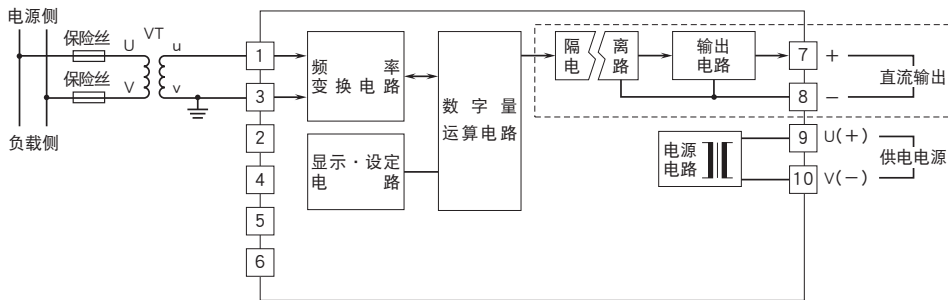 电源侧
保险丝
U
VT
u
保险丝
V
v
负载侧
1
3
2
4
5
6
频率
变换电路
显示·设定
电路
数字量
运算电路
隔离
电路
输出
电路
7
+
8
−
直流输出
电源
电路
9
U(+)
10
V(−)
供电电源